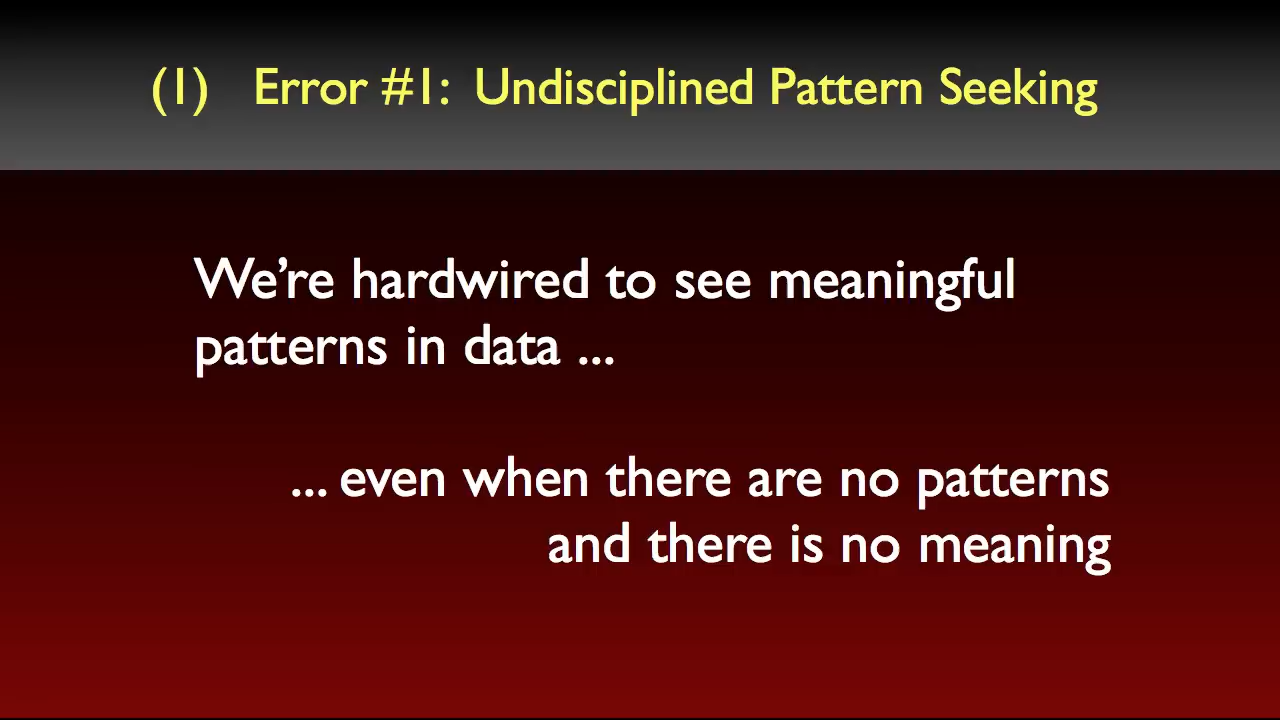 (1) Error #1: Undisciplined Pattern Seeking
We’re hardwired to see meaningful
patterns in data ...
... even when there are no patterns
and there is no meaning